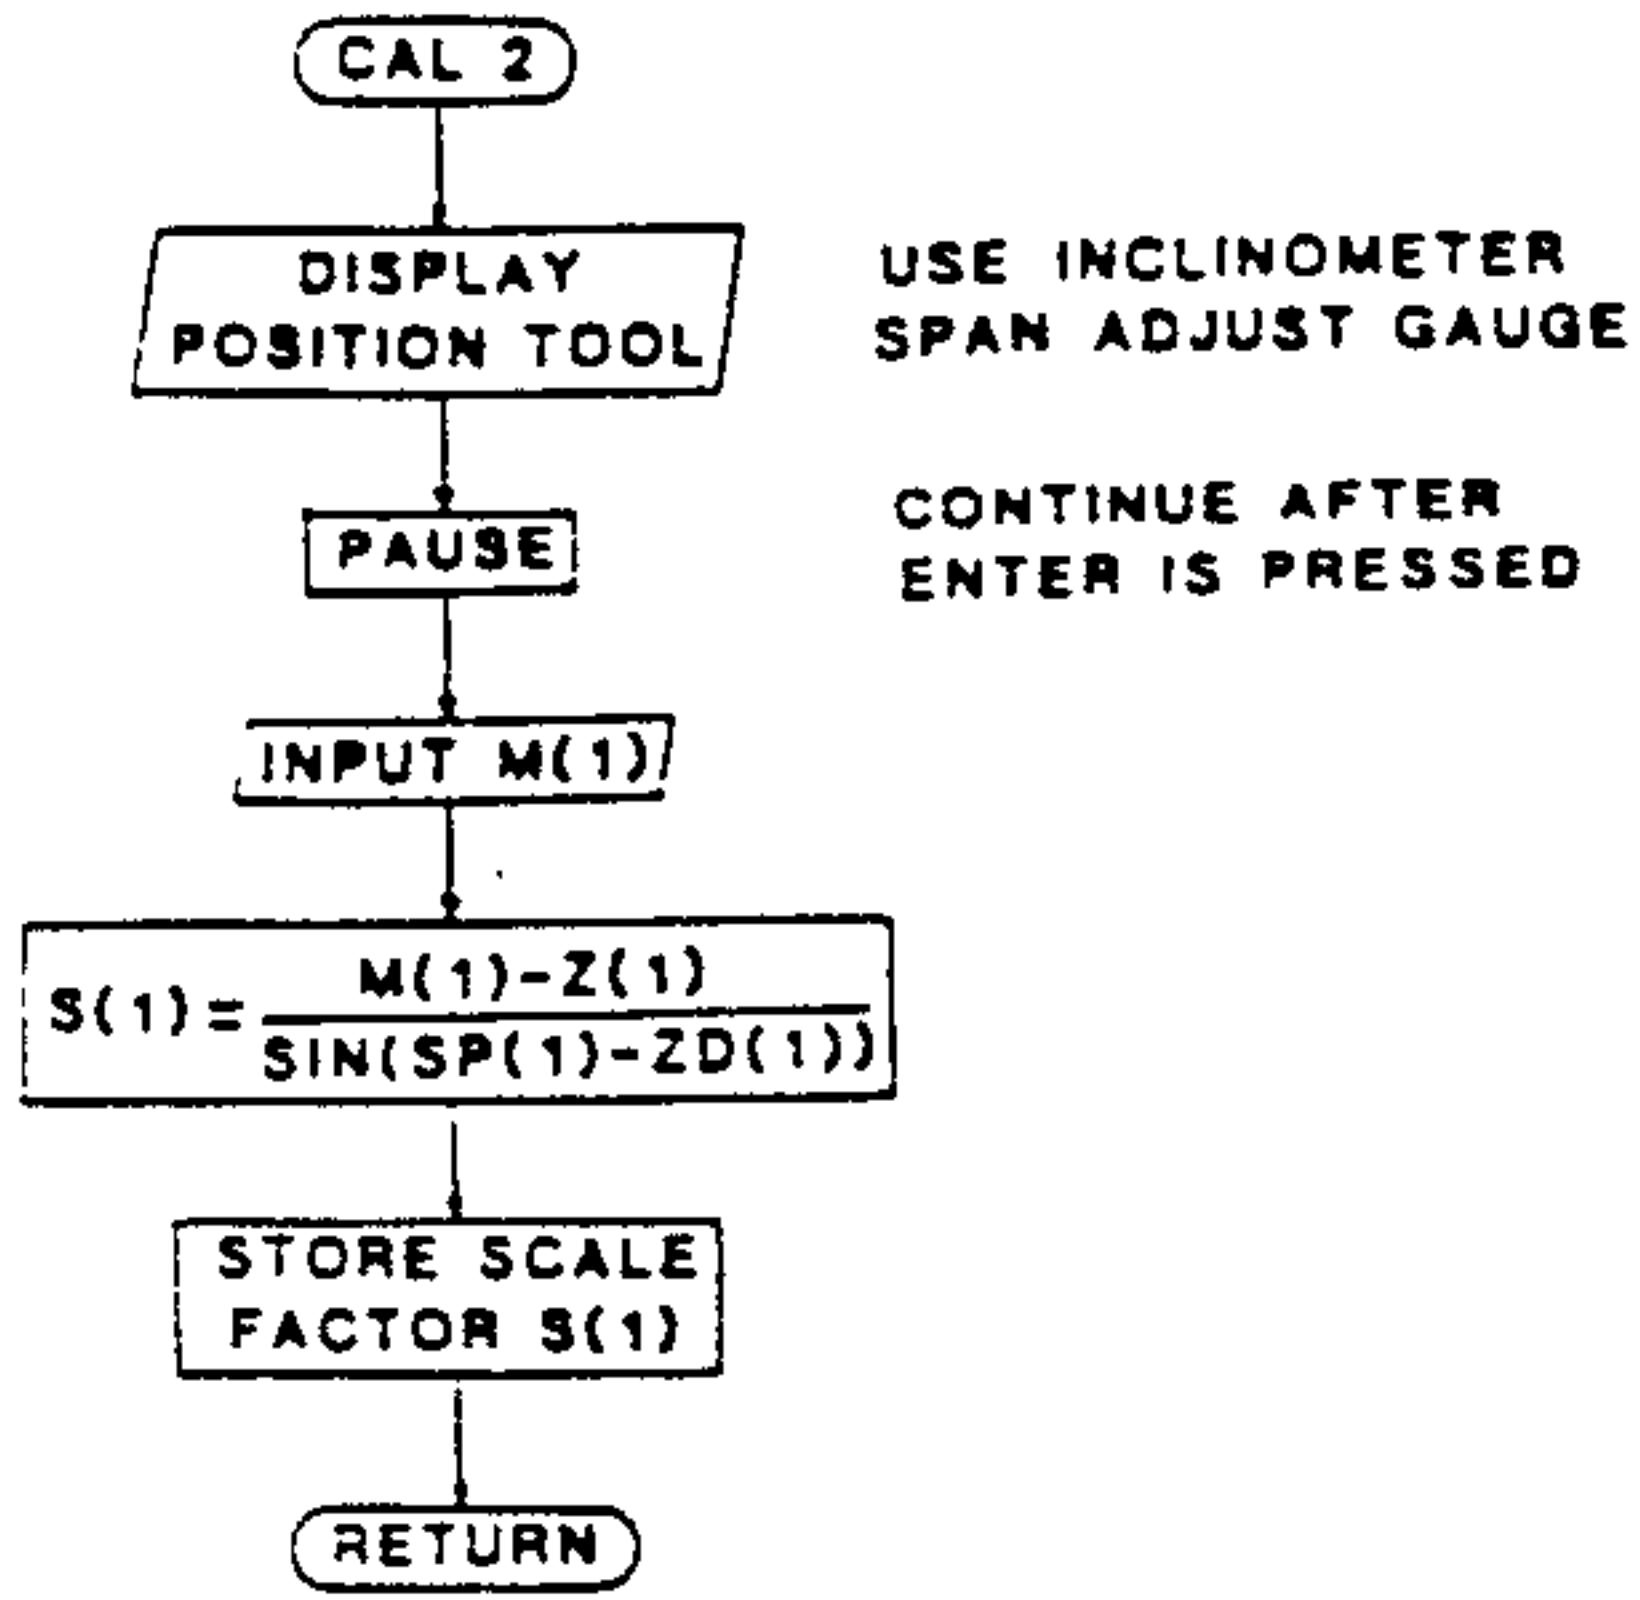 CAL 2
DISPLAY
POSITION TOOL
USE INCLINOMETER
SPAN ADJUST GAUGE
PAUSE
CONTINUE AFTER
ENTER IS PRESSED
INPUT M(1)
S(1) = M(1)-Z(1)
SIN(SP(1)-ZD(1))
STORE SCALE
FACTOR S(1)
RETURN